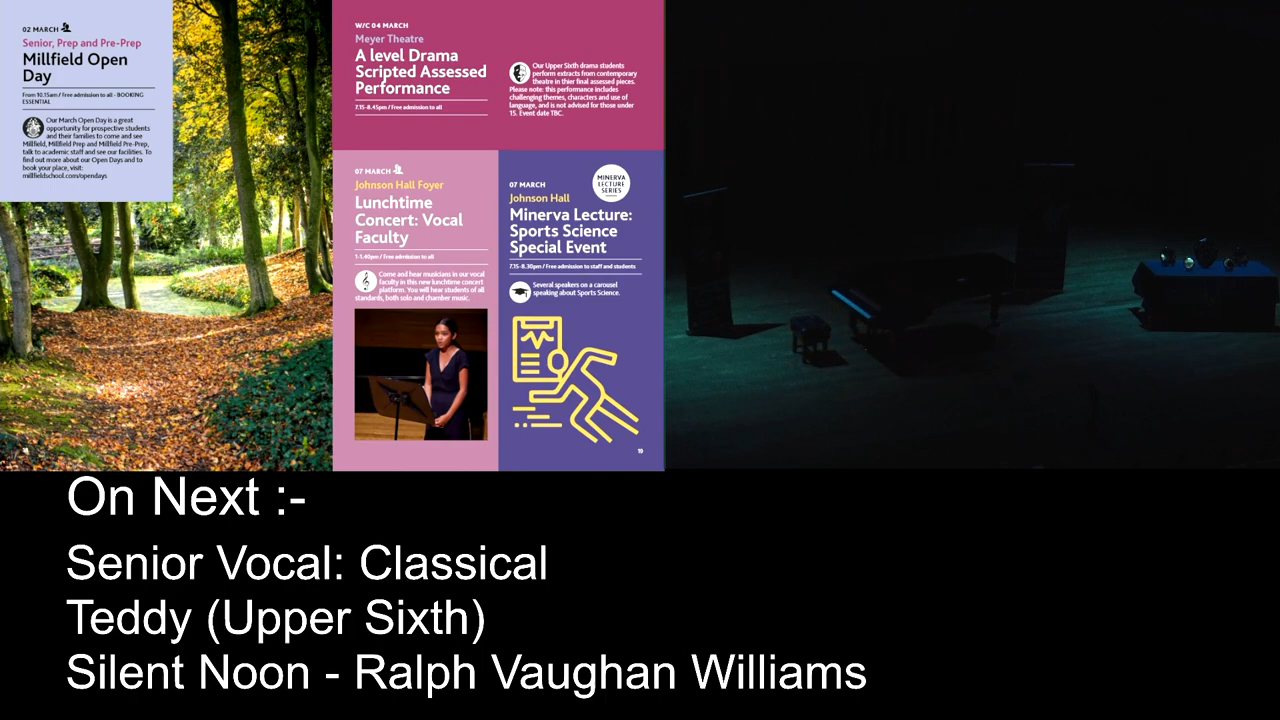 02 MARCH
Senior, Prep and Pre-Prep
Millfield Open
Day
From 10.15am / Free admission to all - BOOKING
ESSENTIAL
Our March Open Day is a great
opportunity for prospective students
and their families to come and see
Millfield, Millfield Prep and Millfield Pre-Prep,
talk to academic staff and see our facilities. To
find out more about our Open Days and to
book your place, visit:
millfieldschool.com/opendays
W/C 04 MARCH
Meyer Theatre
A level Drama
Scripted Assessed
Performance
7.15-8.45pm / Free admission to all
Our Upper Sixth drama students
perform extracts from contemporary
theatre in thier final assessed pieces.
Please note: this performance includes
challenging themes, characters and use of
language, and is not advised for those under
15. Event date TBC.
07 MARCH
Johnson Hall Foyer
Lunchtime
Concert: Vocal
Faculty
1-1.40pm / Free admission to all
Come and hear musicians in our vocal
faculty in this new lunchtime concert
platform. You will hear students of all
standards, both solo and chamber music.
MINERVA
LECTURE
SERIES
07 MARCH
Johnson Hall
Minerva Lecture:
Sports Science
Special Event
7.15-8.30pm / Free admission to staff and students
Several speakers on a carousel
speaking about Sports Science.
10
On Next :-
Senior Vocal: Classical
Teddy (Upper Sixth)
Silent Noon - Ralph Vaughan Williams